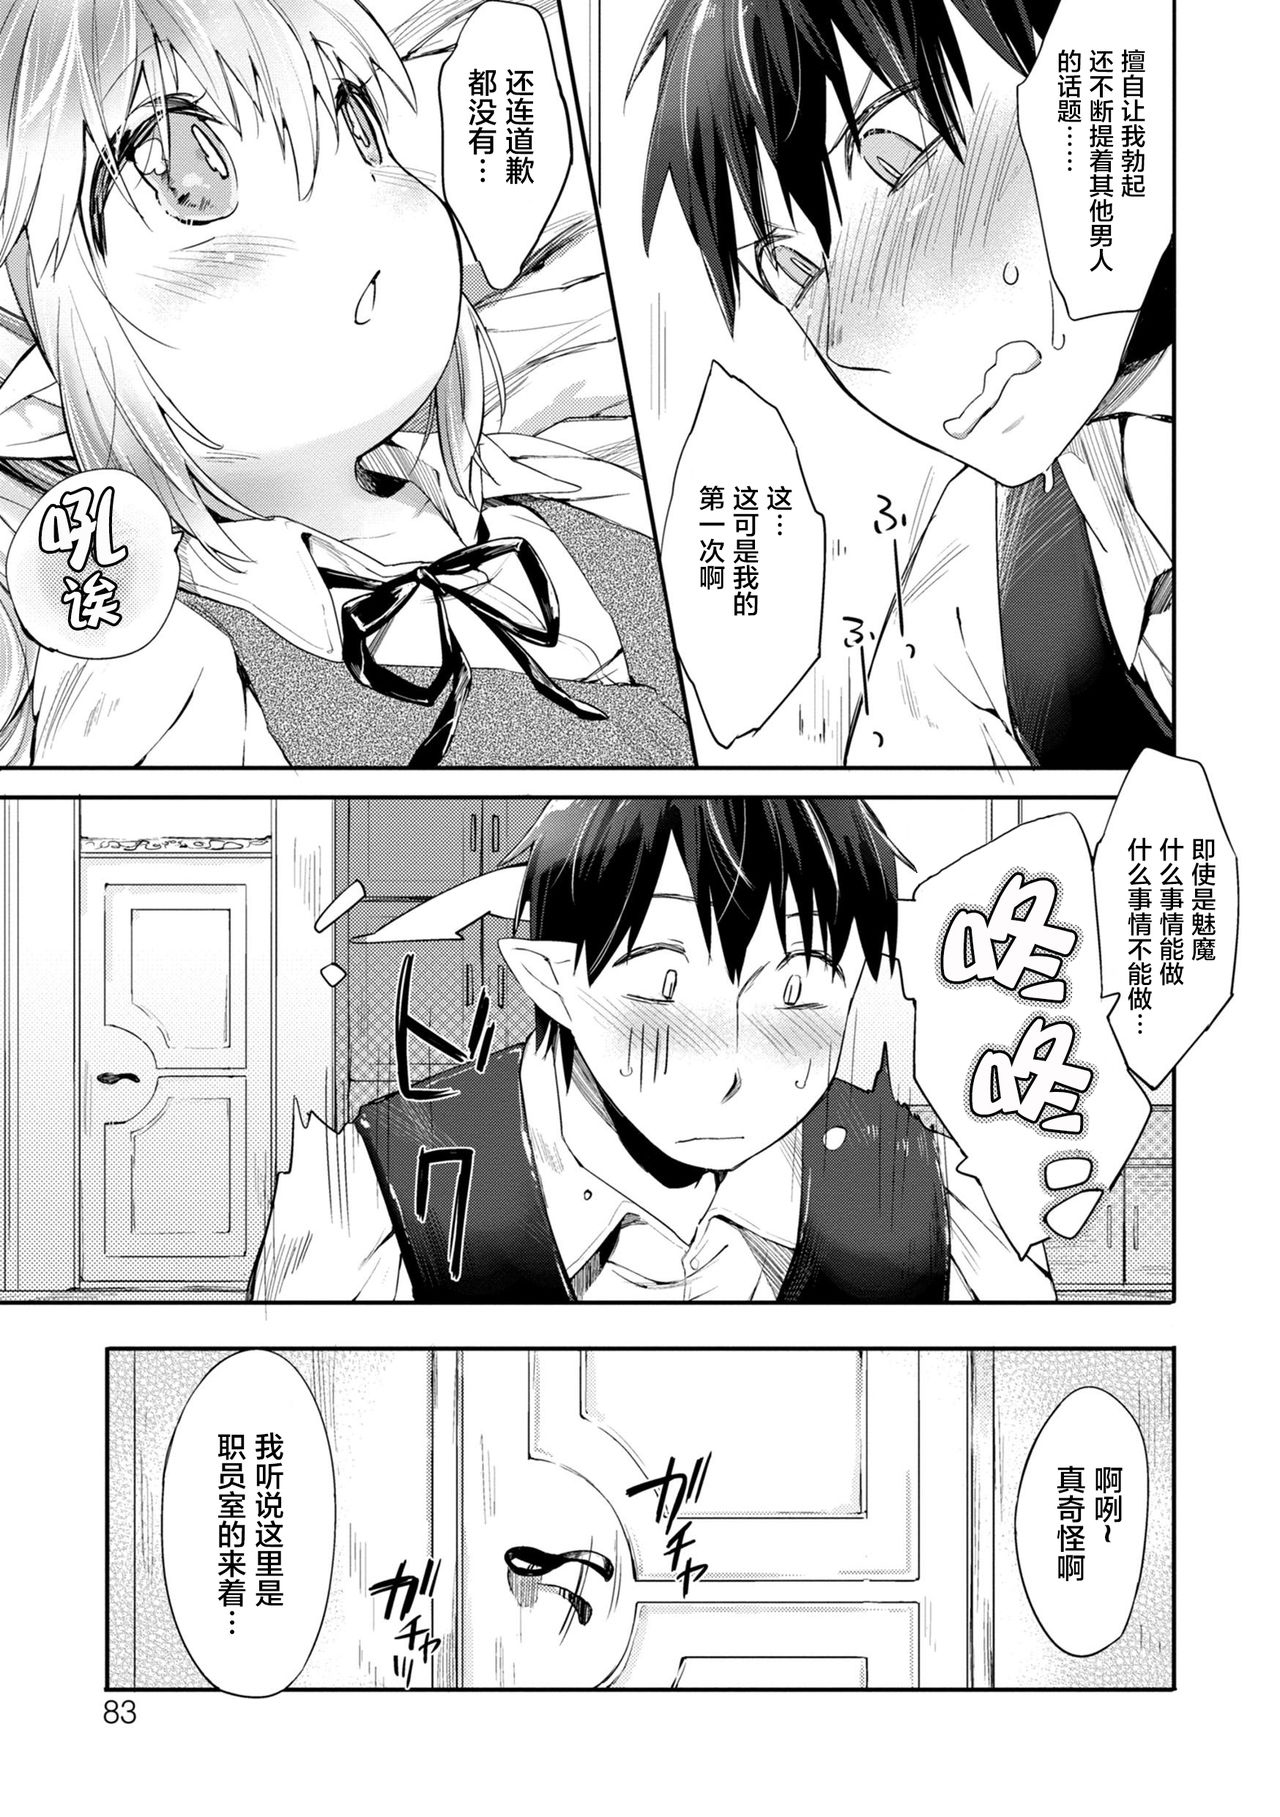 擅自让我勃起
还不断提着其他男人
的话题……
这…
这可是我的
第一次啊
ふー
ふー
还连道歉
都没有…
吼
诶
即使是魅魔
什么事情能做
什么事情不能做…
咚
咚
ドク
啊咧~
真奇怪啊
ガチャ
ガチャ
我听说这里是
职员室的来着…
83